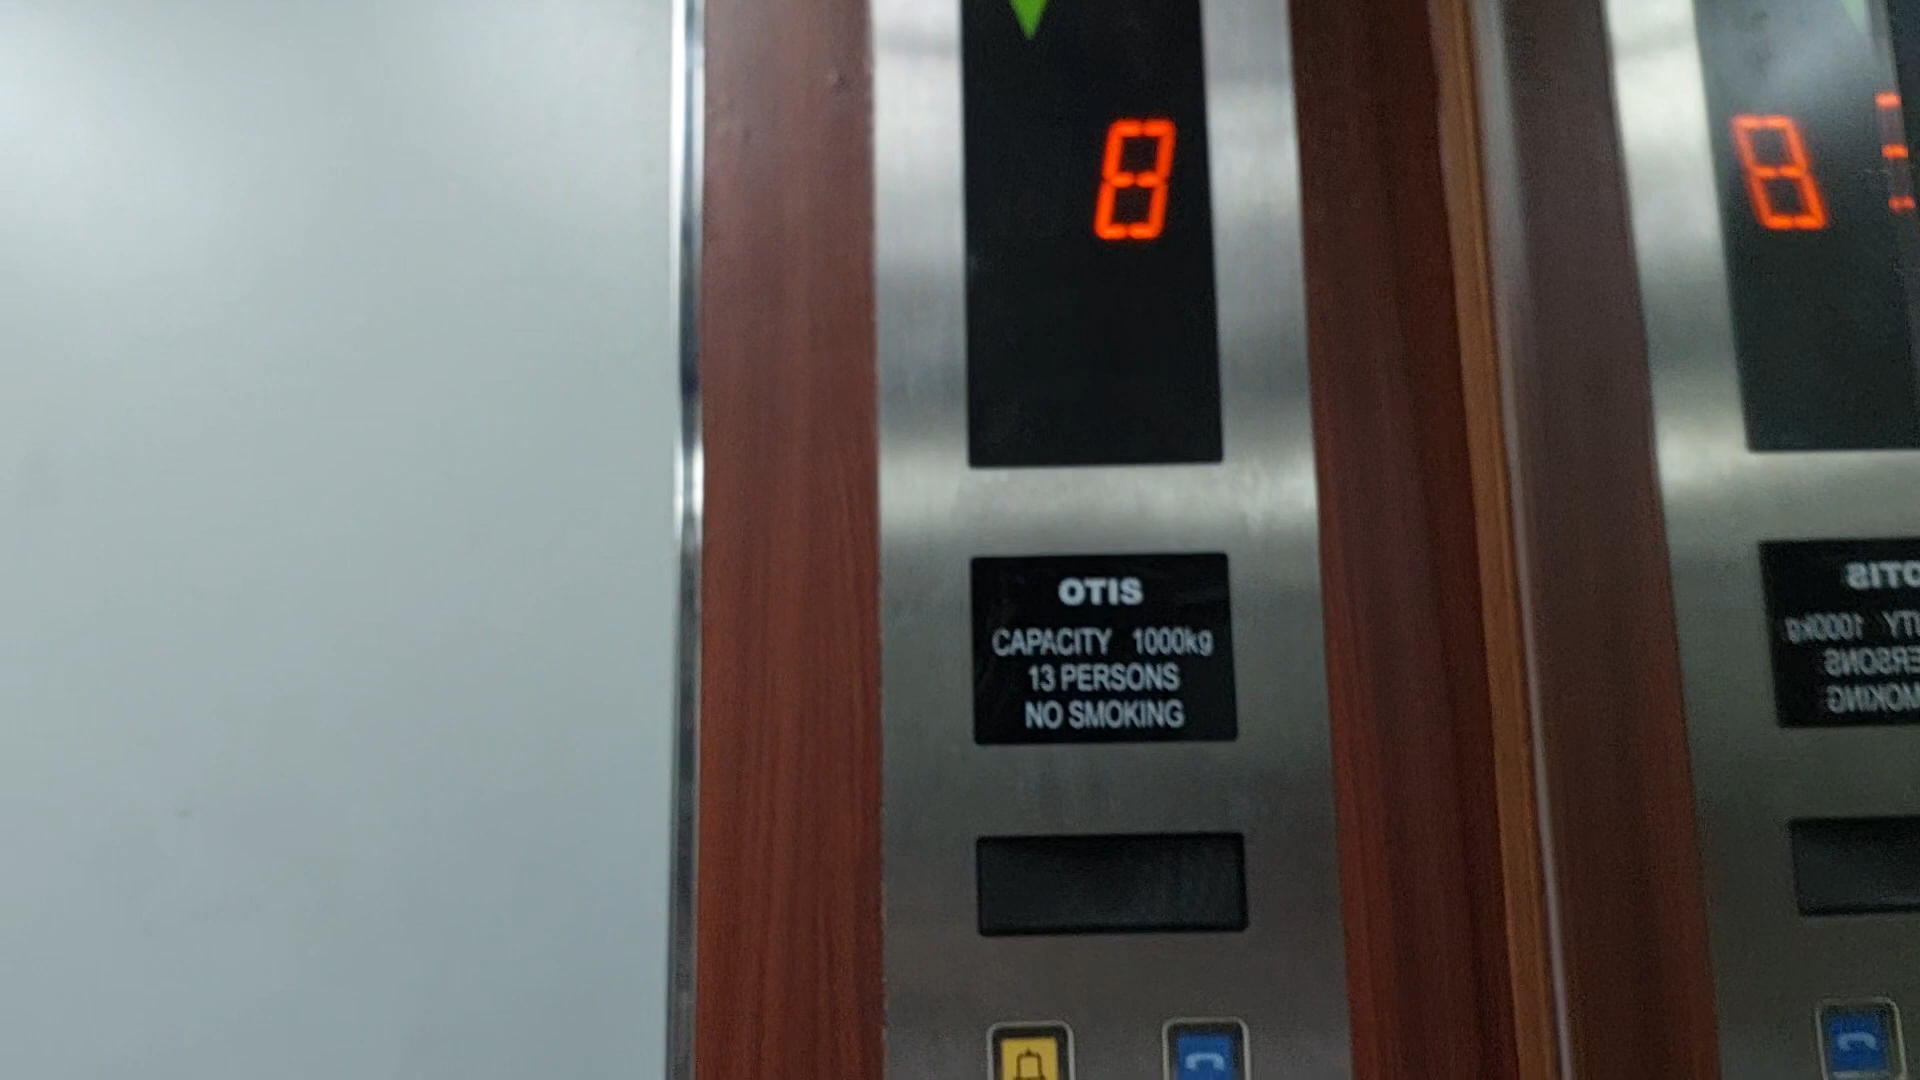 8
OTIS
CAPACITY 1000kg
13 PERSONS
NO SMOKING